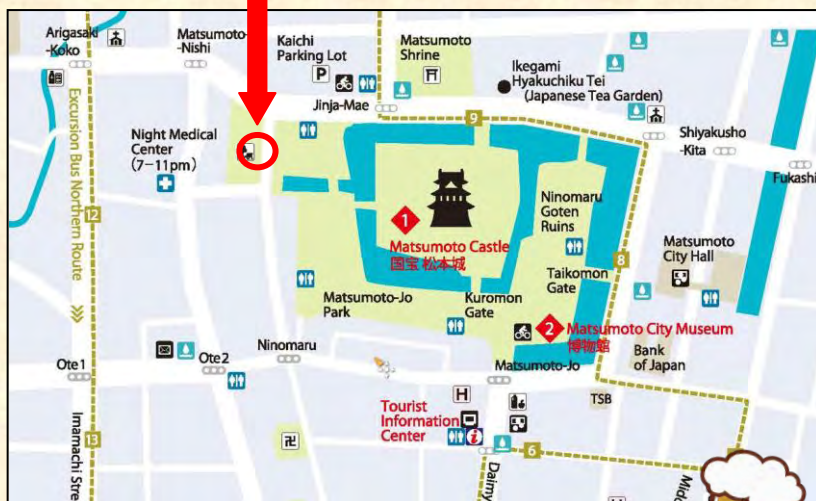 Arigasaki
-Koko
Matsumoto
-Nishi
Kaichi
Parking Lot
P
Matsumoto
Shrine
Ikegami
Hyakuchiku Tei
(Japanese Tea Garden)
Jinja-Mae
9
Shiyakusho
-Kita
Fukashi
Night Medical
Center
(7-11pm)
Excursion Bus Northern Route
12
1
Matsumoto Castle
国宝 松本城
Ninomaru
Goten
Ruins
8
Matsumoto
City Hall
Taikomon
Gate
Matsumoto-Jo
Park
Kuromon
Gate
2
Matsumoto City Museum
博物館
Bank
of Japan
Ote1
Ote2
Ninomaru
Matsumoto-Jo
TSB
H
Tourist
Information
Center
i
卍
13
6
Imamachi Stre
Daimy
Mid
H